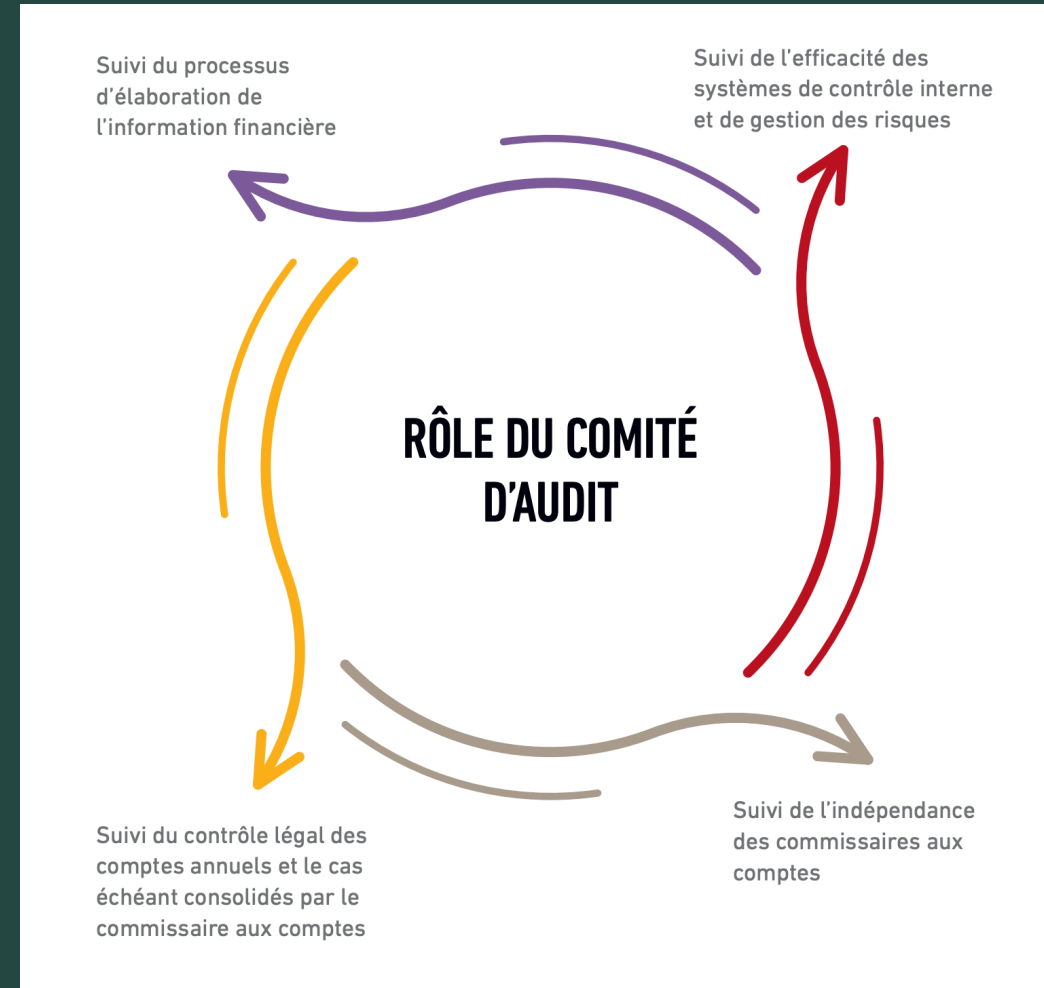 Suivi du processus
d’élaboration de
l’information financière
Suivi de l’efficacité des
systèmes de contrôle interne
et de gestion des risques
RÔLE DU COMITÉ
D’AUDIT
Suivi du contrôle légal des
comptes annuels et le cas
échéant consolidés par le
commissaire aux comptes
Suivi de l’indépendance
des commissaires aux
comptes